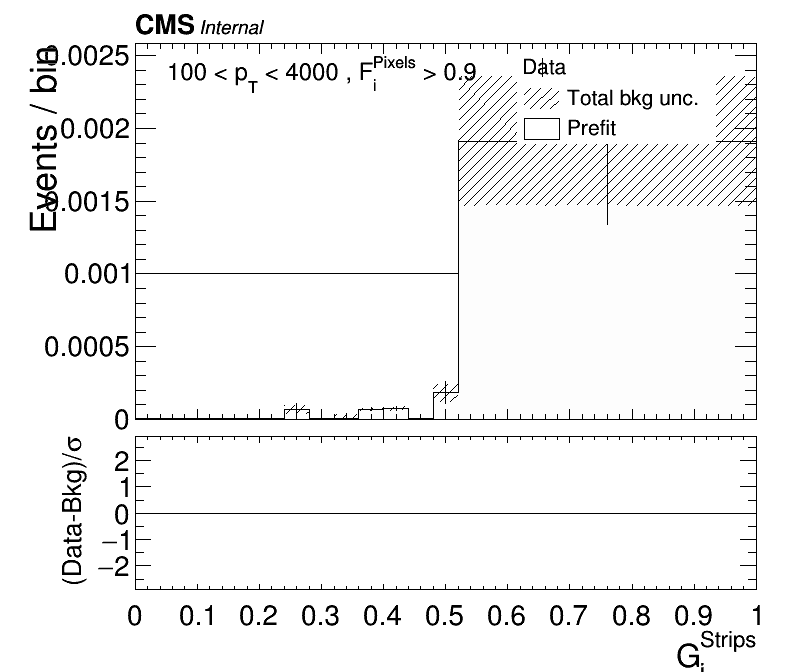 CMS Internal
Events / bin
0.0025
0.002
0.0015
0.001
0.0005
0
100 < p_T < 4000 , F_i^Pixels > 0.9
Data
Total bkg unc.
Prefit
(Data-Bkg)/σ
2
1
0
−1
−2
0 0.1 0.2 0.3 0.4 0.5 0.6 0.7 0.8 0.9 1
G_i^Strips